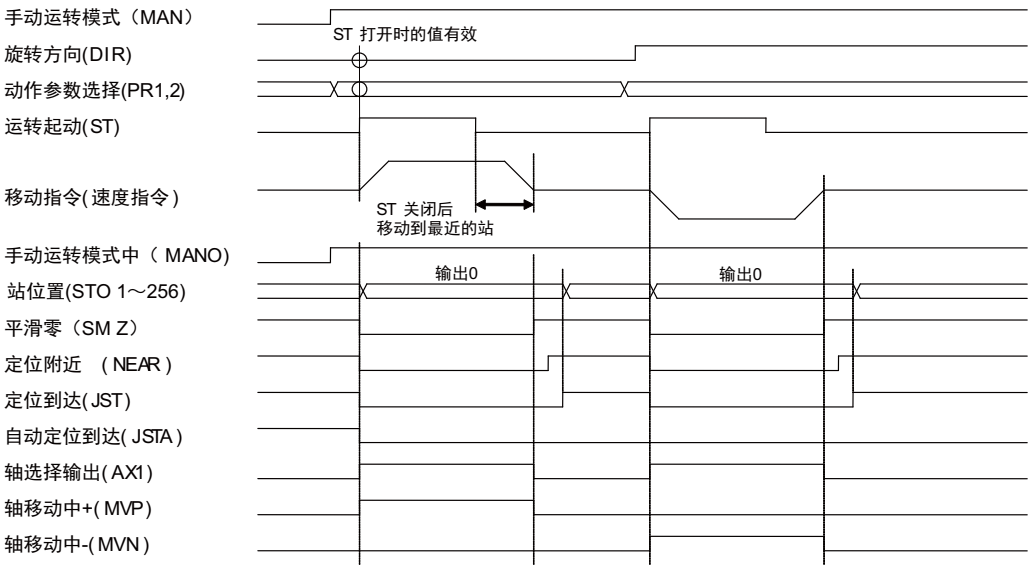 手动运转模式（MAN）
ST 打开时的值有效
旋转方向(DIR)
动作参数选择(PR1,2)
运转起动(ST)
移动指令(速度指令)
ST 关闭后
移动到最近的站
手动运转模式中（ MANO)
输出0 输出0
站位置(STO 1～256)
平滑零（SM Z）
定位附近 （NEAR）
定位到达(JST)
自动定位到达(JSTA)
轴选择输出(AX1)
轴移动中+(MVP)
轴移动中-(MVN)